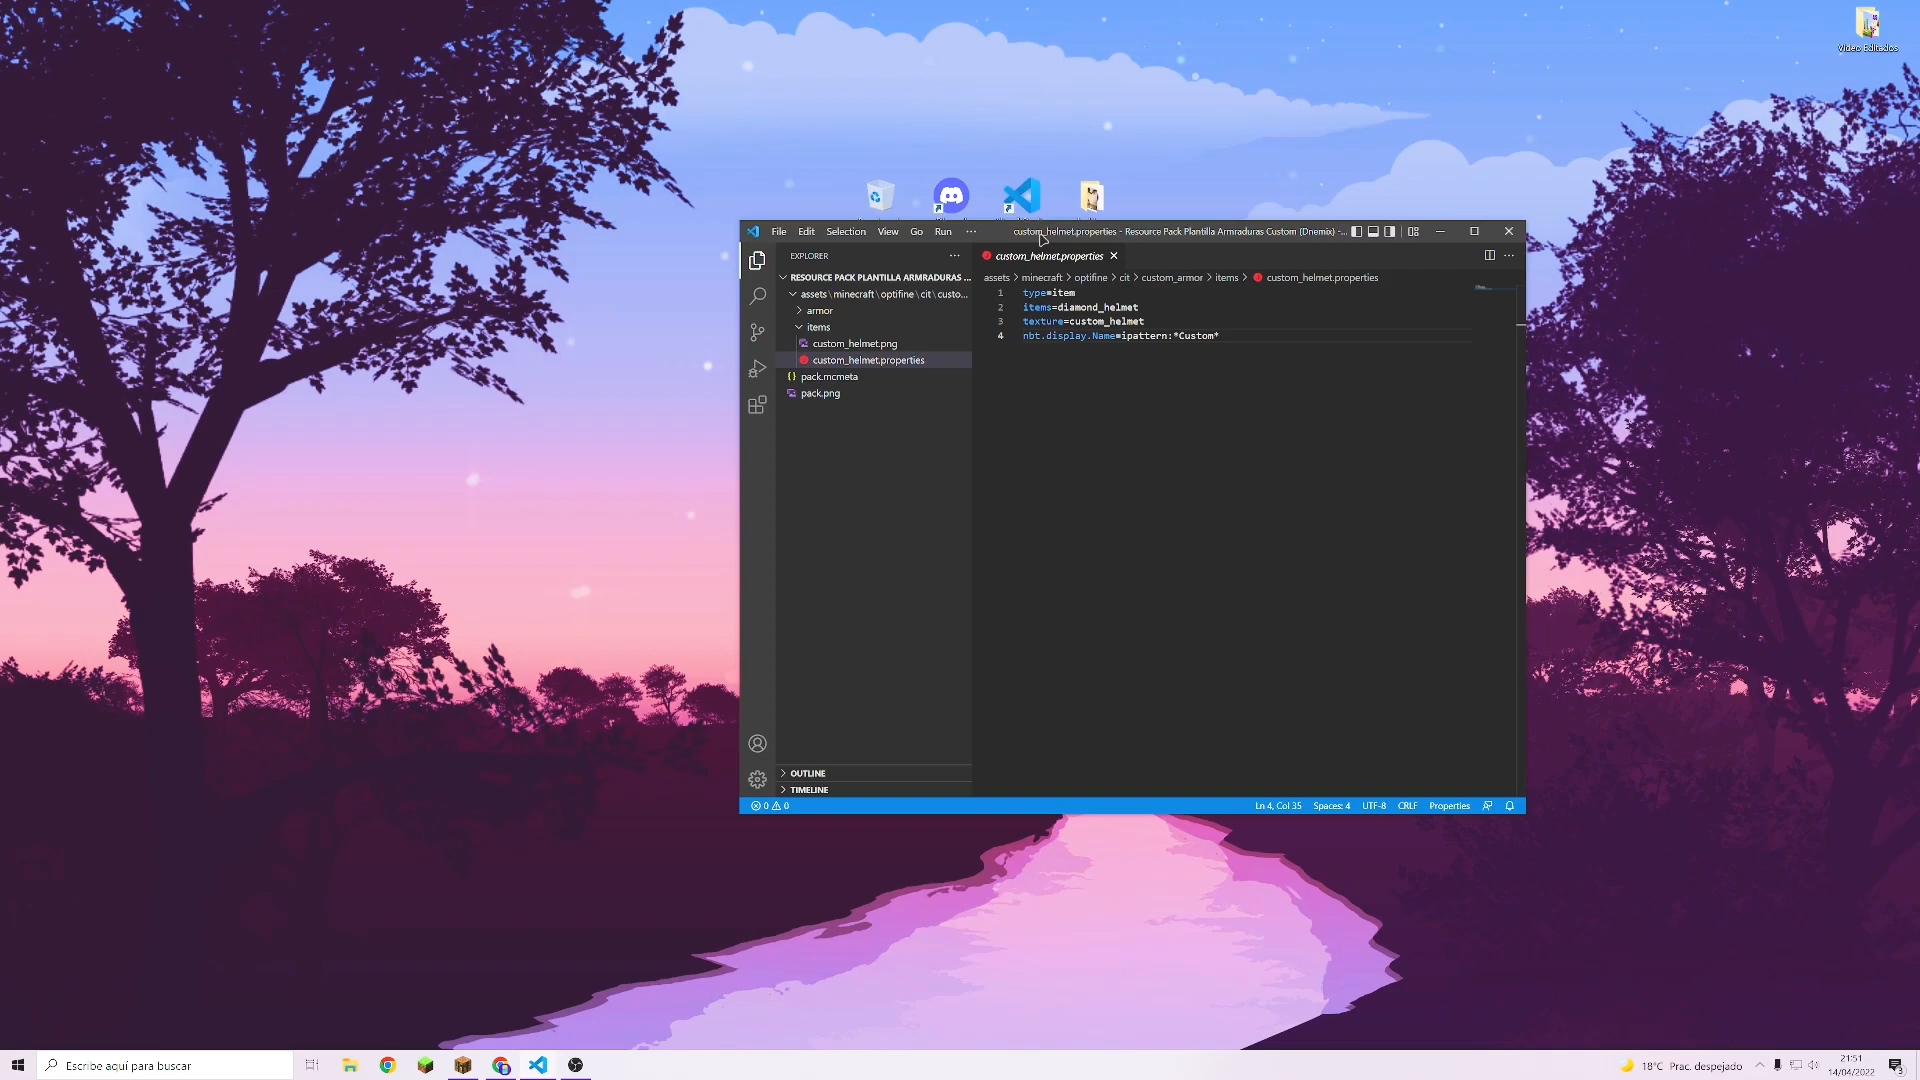 Video Editados
File Edit Selection View Go Run ··· custom_helmet.properties - Resource Pack Plantilla Armraduras Custom (Dnemix) -...
EXPLORER
custom_helmet.properties
RESOURCE PACK PLANTILLA ARMRADURAS ...
assets > minecraft > optifine > cit > custom_armor > items > custom_helmet.properties
assets\minecraft\optifine\cit\custo...
armor
items
custom_helmet.png
custom_helmet.properties
pack.mcmeta
pack.png
1 type=item
2 items=diamond_helmet
3 texture=custom_helmet
4 nbt.display.Name=ipattern:*Custom*
OUTLINE
TIMELINE
0 0
Ln 4, Col 35 Spaces: 4 UTF-8 CRLF Properties
Escribe aquí para buscar
18°C Prac. despejado
21:51
14/04/2022
3